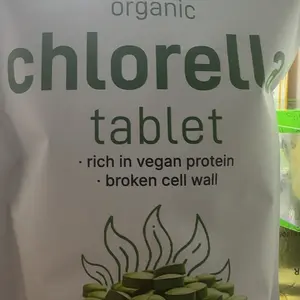 organic
chlorella
tablet
· rich in vegan protein
· broken cell wall